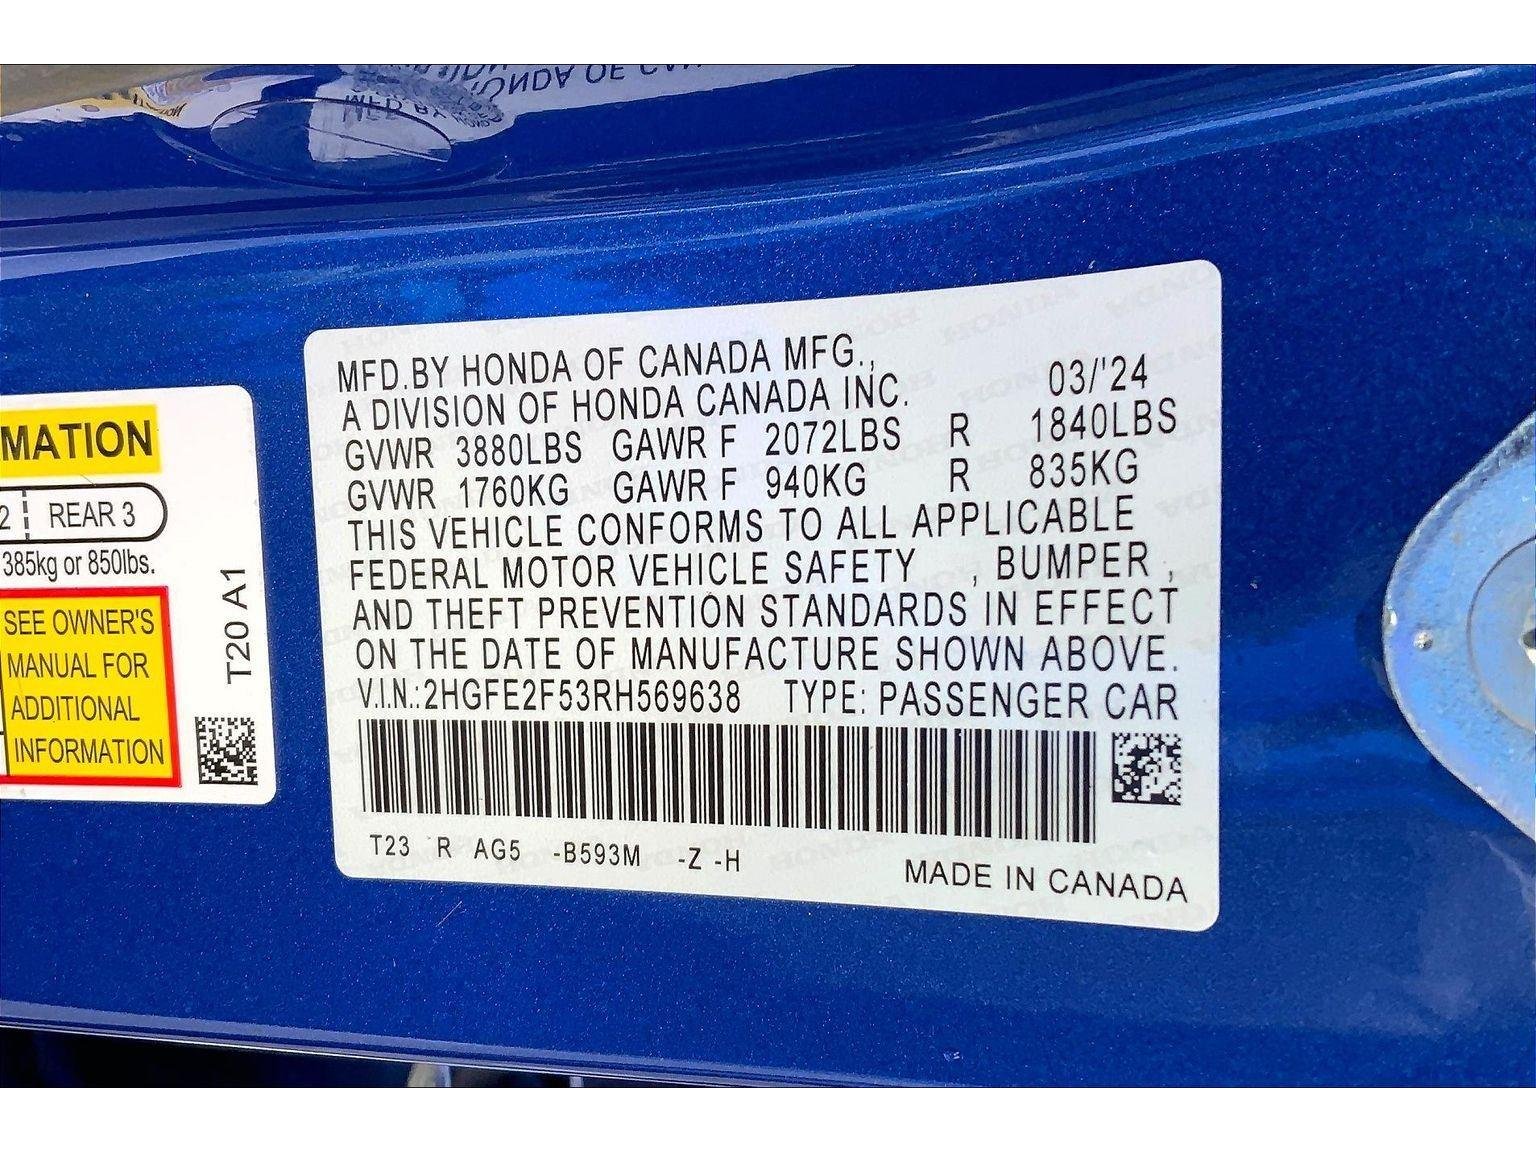 MATION
2 REAR 3
385kg or 850lbs.
SEE OWNER'S
MANUAL FOR
ADDITIONAL
INFORMATION
T20 A1
MFD.BY HONDA OF CANADA MFG.,
A DIVISION OF HONDA CANADA INC. 03/'24
GVWR 3880LBS GAWR F 2072LBS R 1840LBS
GVWR 1760KG GAWR F 940KG R 835KG
THIS VEHICLE CONFORMS TO ALL APPLICABLE
FEDERAL MOTOR VEHICLE SAFETY , BUMPER ,
AND THEFT PREVENTION STANDARDS IN EFFECT
ON THE DATE OF MANUFACTURE SHOWN ABOVE.
V.I.N.:2HGFE2F53RH569638 TYPE: PASSENGER CAR
T23 R AG5 -B593M -Z -H
MADE IN CANADA